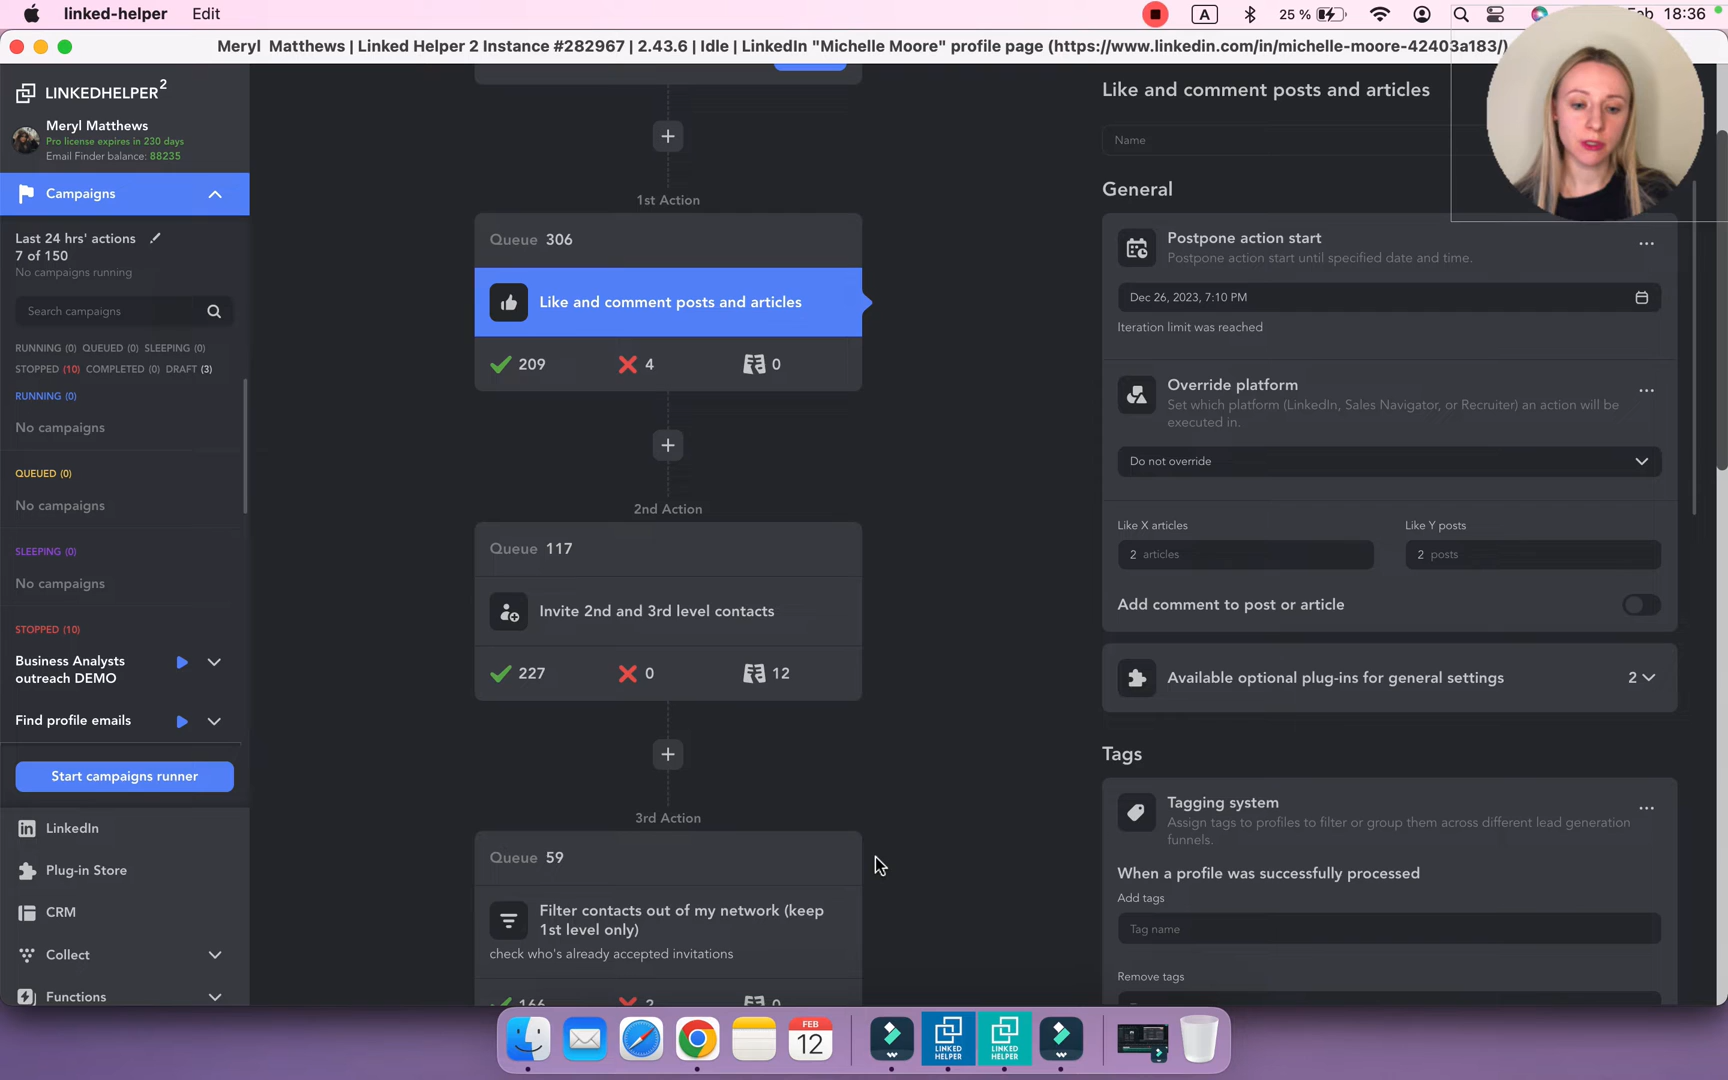 linked-helper Edit
A 25 % Feb 18:36
Meryl Matthews | Linked Helper 2 Instance #282967 | 2.43.6 | Idle | LinkedIn "Michelle Moore" profile page (https://www.linkedin.com/in/michelle-moore-42403a183/)
LINKEDHELPER2
Meryl Matthews
Pro license expires in 230 days
Email Finder balance: 88235
Campaigns
Last 24 hrs' actions
7 of 150
No campaigns running
Search campaigns
RUNNING (0) QUEUED (0) SLEEPING (0)
STOPPED (10) COMPLETED (0) DRAFT (3)
RUNNING (0)
No campaigns
QUEUED (0)
No campaigns
SLEEPING (0)
No campaigns
STOPPED (10)
Business Analysts
outreach DEMO
Find profile emails
Start campaigns runner
LinkedIn
Plug-in Store
CRM
Collect
Functions
1st Action
Queue 306
Like and comment posts and articles
209 4 0
2nd Action
Queue 117
Invite 2nd and 3rd level contacts
227 0 12
3rd Action
Queue 59
Filter contacts out of my network (keep
1st level only)
check who's already accepted invitations
166 2 0
Like and comment posts and articles
Name
General
Postpone action start
Postpone action start until specified date and time.
Dec 26, 2023, 7:10 PM
Iteration limit was reached
Override platform
Set which platform (LinkedIn, Sales Navigator, or Recruiter) an action will be
executed in.
Do not override
Like X articles Like Y posts
2 articles 2 posts
Add comment to post or article
Available optional plug-ins for general settings 2
Tags
Tagging system
Assign tags to profiles to filter or group them across different lead generation
funnels.
When a profile was successfully processed
Add tags
Tag name
Remove tags
FEB
12
LINKED
HELPER
LINKED
HELPER